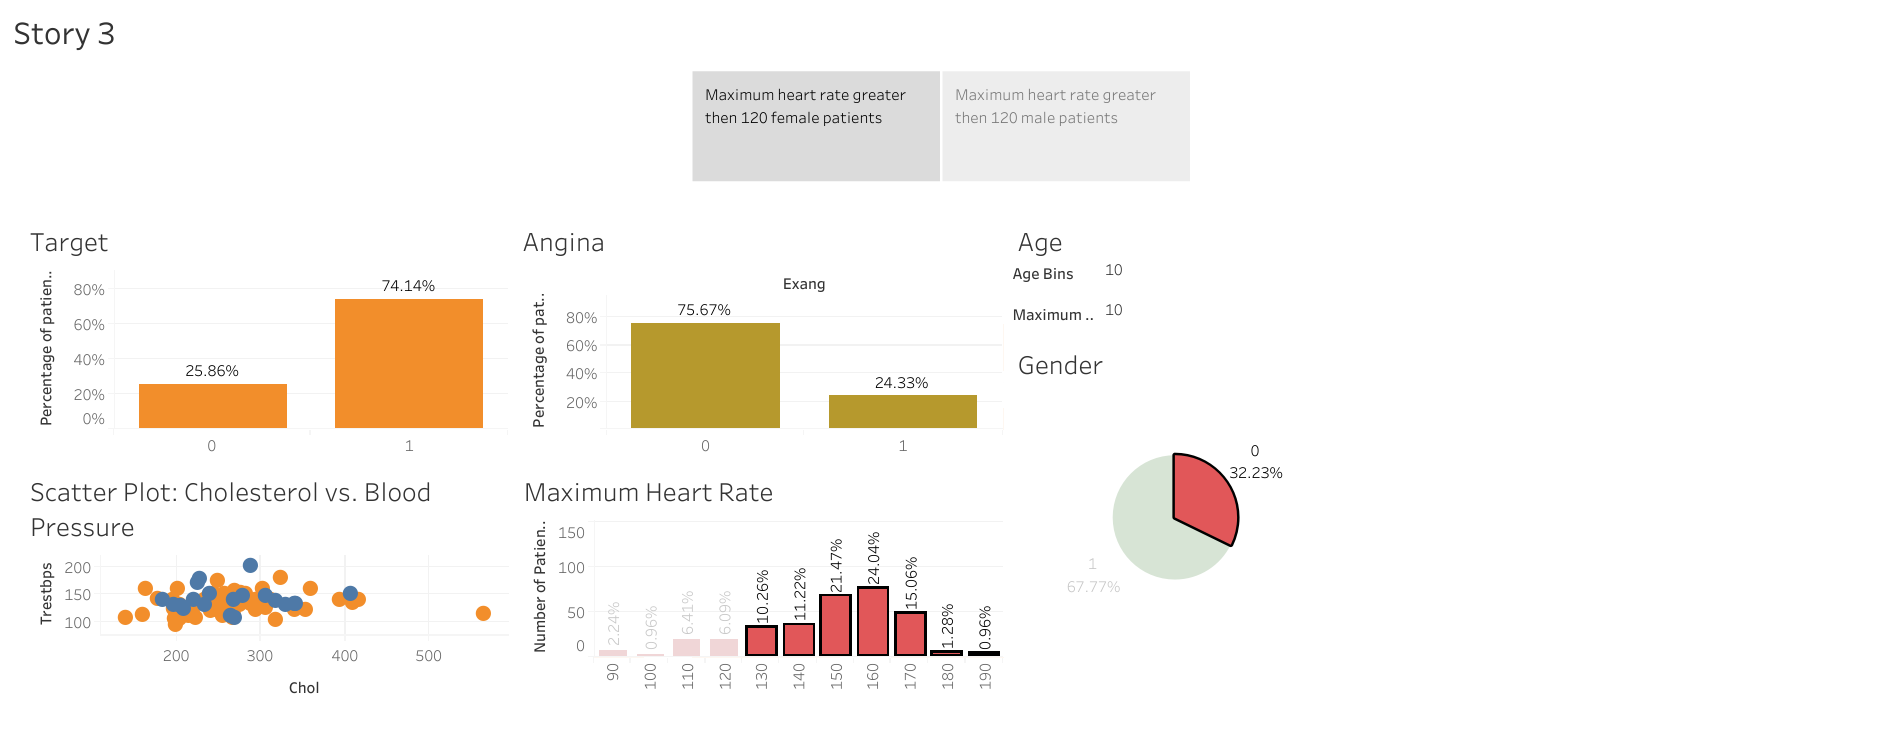 Story 3
Maximum heart rate greater
then 120 female patients
Maximum heart rate greater
then 120 male patients
Target
Percentage of patien..
80%
60%
40%
20%
0%
25.86%
74.14%
0
1
Angina
Exang
Percentage of pat..
80%
60%
40%
20%
75.67%
24.33%
0
1
Age
Age Bins
10
Maximum ..
10
Gender
0
32.23%
1
67.77%
Scatter Plot: Cholesterol vs. Blood
Pressure
Trestbps
200
150
100
200
300
400
500
Chol
Maximum Heart Rate
Number of Patien..
150
100
50
0
2.24%
0.96%
6.41%
6.09%
10.26%
11.22%
21.47%
24.04%
15.06%
1.28%
0.96%
90
100
110
120
130
140
150
160
170
180
190